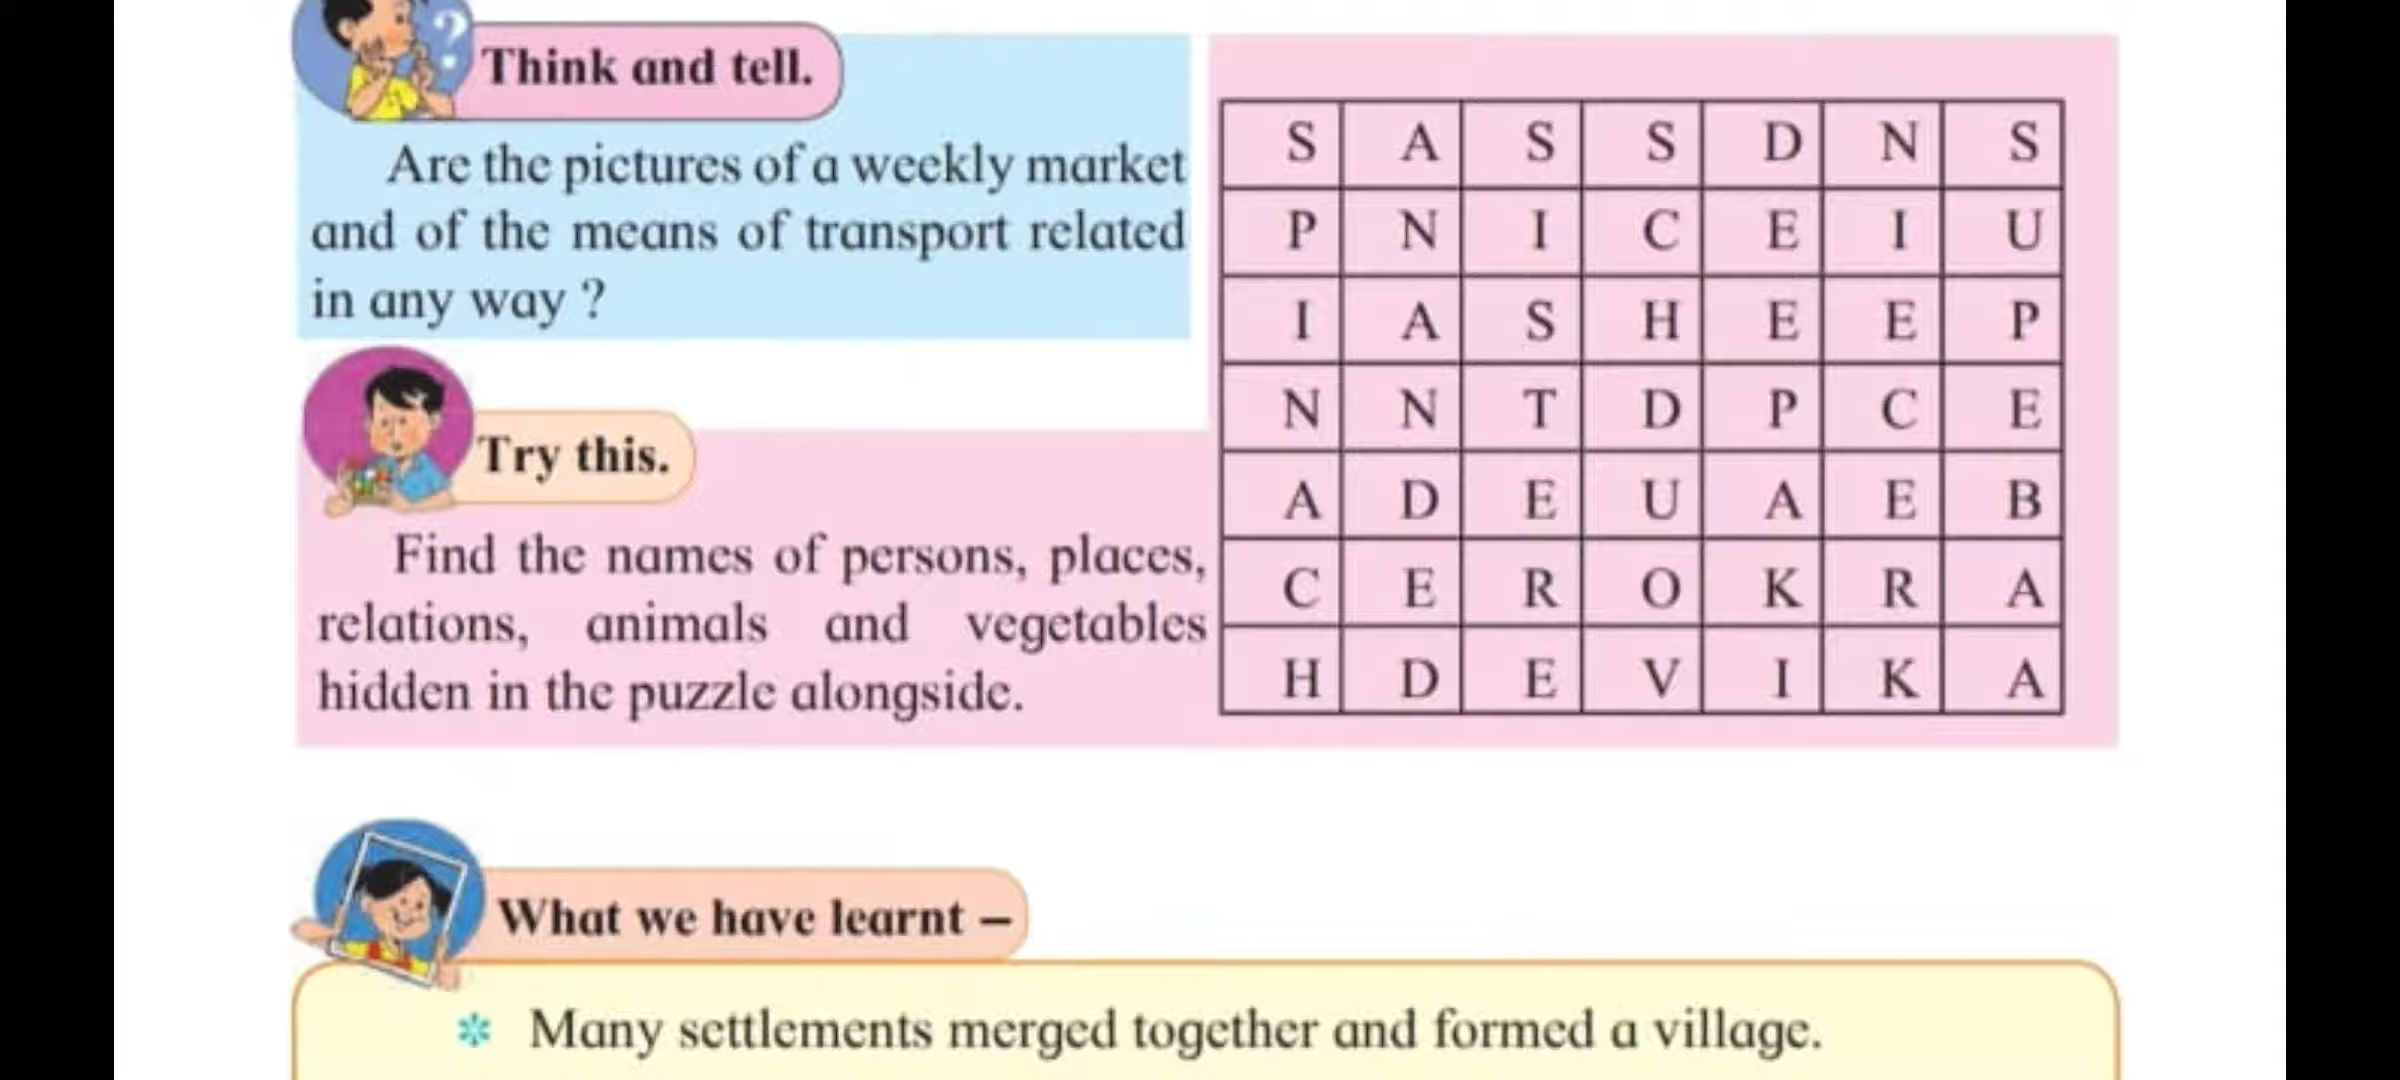 ?
Think and tell.
Are the pictures of a weekly market
and of the means of transport related
in any way ?
Try this.
Find the names of persons, places,
relations, animals and vegetables
hidden in the puzzle alongside.
S A S S D N S
P N I C E I U
I A S H E E P
N N T D P C E
A D E U A E B
C E R O K R A
H D E V I K A
What we have learnt –
* Many settlements merged together and formed a village.